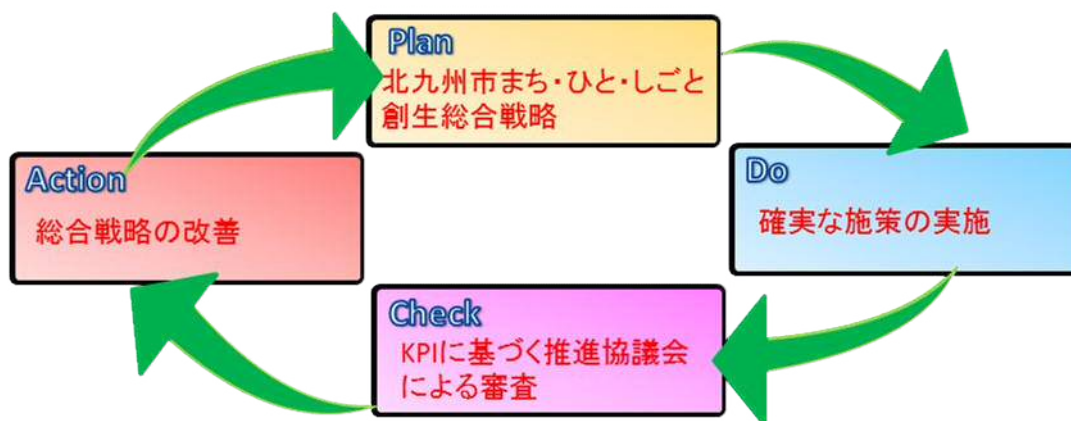 Plan
北九州市まち・ひと・しごと
創生総合戦略
Do
確実な施策の実施
Check
KPIに基づく推進協議会
による審査
Action
総合戦略の改善